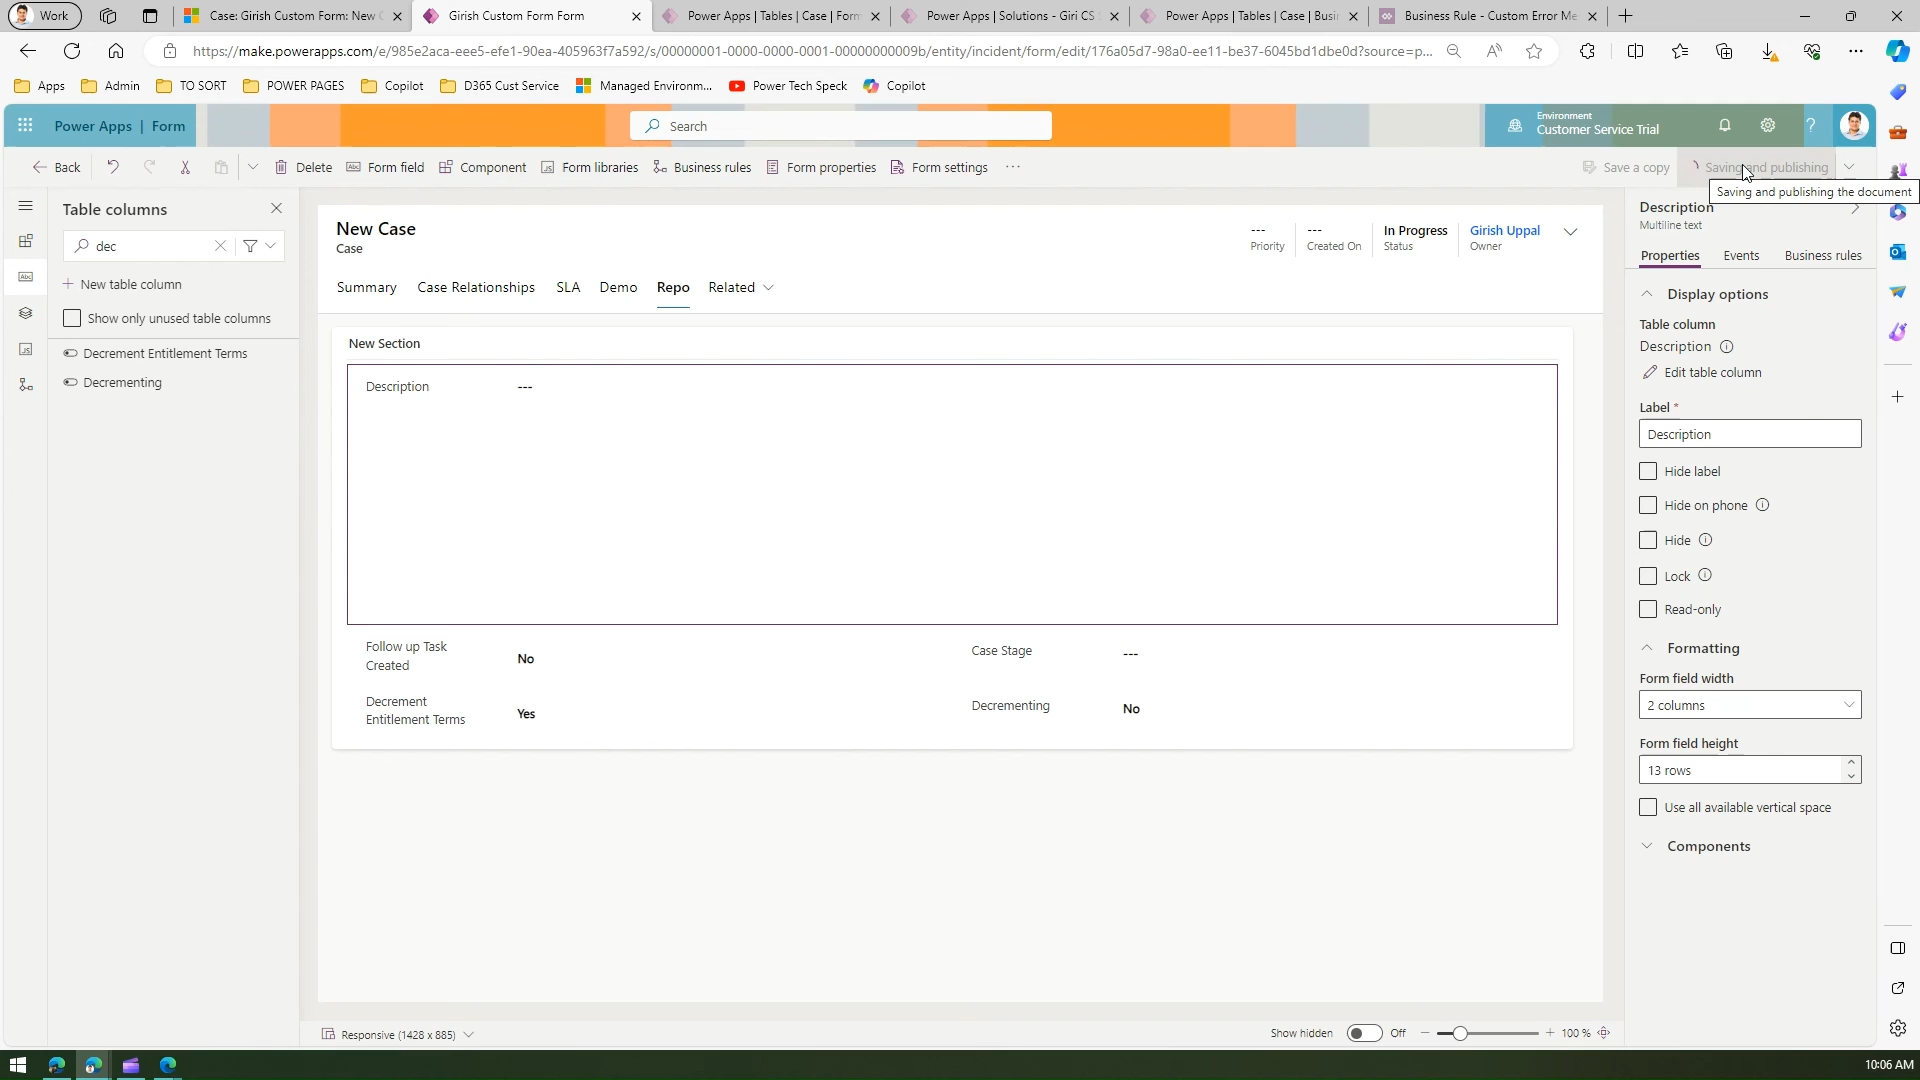 Work
Case: Girish Custom Form: New C
Girish Custom Form Form
Power Apps | Tables | Case | Form
Power Apps | Solutions - Giri CS S
Power Apps | Tables | Case | Busi
Business Rule - Custom Error Me
https://make.powerapps.com/e/985e2aca-eee5-efe1-90ea-405963f7a592/s/00000001-0000-0000-0001-00000000009b/entity/incident/form/edit/176a05d7-98a0-ee11-be37-6045bd1dbe0d?source=p...
Apps
Admin
TO SORT
POWER PAGES
Copilot
D365 Cust Service
Managed Environm...
Power Tech Speck
Copilot
Power Apps | Form
Search
Environment
Customer Service Trial
Back
Delete
Form field
Component
Form libraries
Business rules
Form properties
Form settings
Save a copy
Saving and publishing
Saving and publishing the document
Table columns
dec
New table column
Show only unused table columns
Decrement Entitlement Terms
Decrementing
New Case
Case
---
Priority
---
Created On
In Progress
Status
Girish Uppal
Owner
Summary
Case Relationships
SLA
Demo
Repo
Related
New Section
Description
---
Follow up Task
Created
No
Case Stage
---
Decrement
Entitlement Terms
Yes
Decrementing
No
Description
Multiline text
Properties
Events
Business rules
Display options
Table column
Description
Edit table column
Label *
Description
Hide label
Hide on phone
Hide
Lock
Read-only
Formatting
Form field width
2 columns
Form field height
13 rows
Use all available vertical space
Components
Responsive (1428 x 885)
Show hidden
Off
100 %
10:06 AM